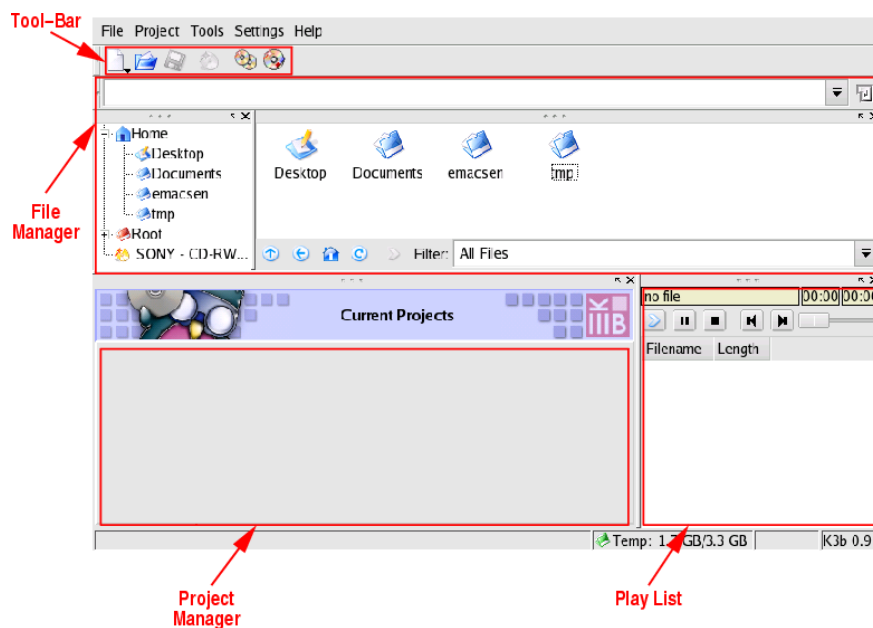 Tool-Bar
File Project Tools Settings Help
Home
Desktop
Documents
emacsen
tmp
Root
SONY - CD-RW...
Desktop Documents emacsen tmp
Filter: All Files
File
Manager
Current Projects
K3B
no file 00:00 00:00
Filename Length
Temp: GB/3.3 GB K3b 0.9
Project
Manager
Play List